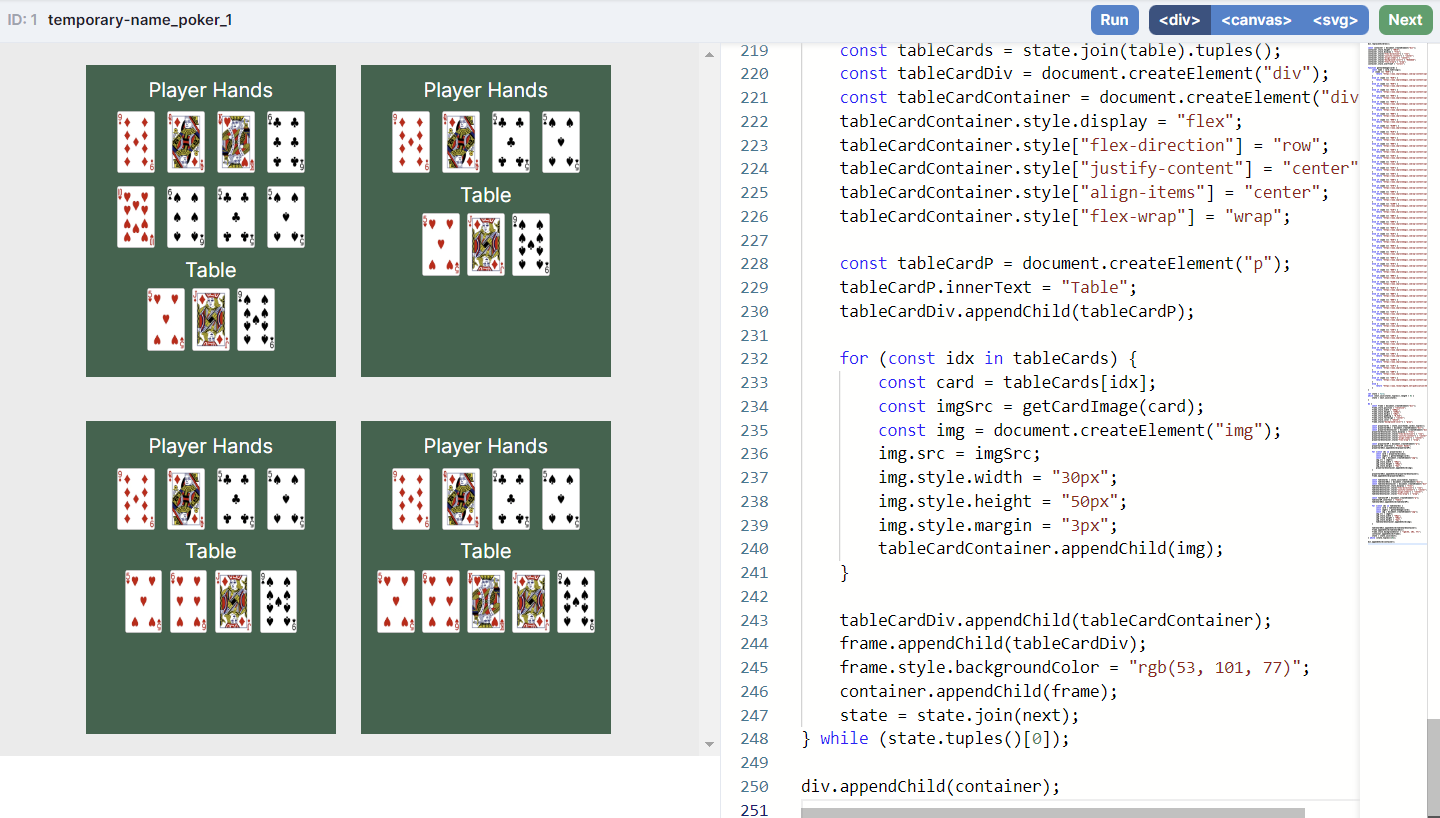 ID: 1 temporary-name_poker_1
Run <div> <canvas> <svg> Next
Player Hands
Table
Player Hands
Table
Player Hands
Table
Player Hands
Table
219 const tableCards = state.join(table).tuples();
220 const tableCardDiv = document.createElement("div");
221 const tableCardContainer = document.createElement("div
222 tableCardContainer.style.display = "flex";
223 tableCardContainer.style["flex-direction"] = "row";
224 tableCardContainer.style["justify-content"] = "center"
225 tableCardContainer.style["align-items"] = "center";
226 tableCardContainer.style["flex-wrap"] = "wrap";
227
228 const tableCardP = document.createElement("p");
229 tableCardP.innerText = "Table";
230 tableCardDiv.appendChild(tableCardP);
231
232 for (const idx in tableCards) {
233 const card = tableCards[idx];
234 const imgSrc = getCardImage(card);
235 const img = document.createElement("img");
236 img.src = imgSrc;
237 img.style.width = "30px";
238 img.style.height = "50px";
239 img.style.margin = "3px";
240 tableCardContainer.appendChild(img);
241 }
242
243 tableCardDiv.appendChild(tableCardContainer);
244 frame.appendChild(tableCardDiv);
245 frame.style.backgroundColor = "rgb(53, 101, 77)";
246 container.appendChild(frame);
247 state = state.join(next);
248 } while (state.tuples()[0]);
249
250 div.appendChild(container);
251